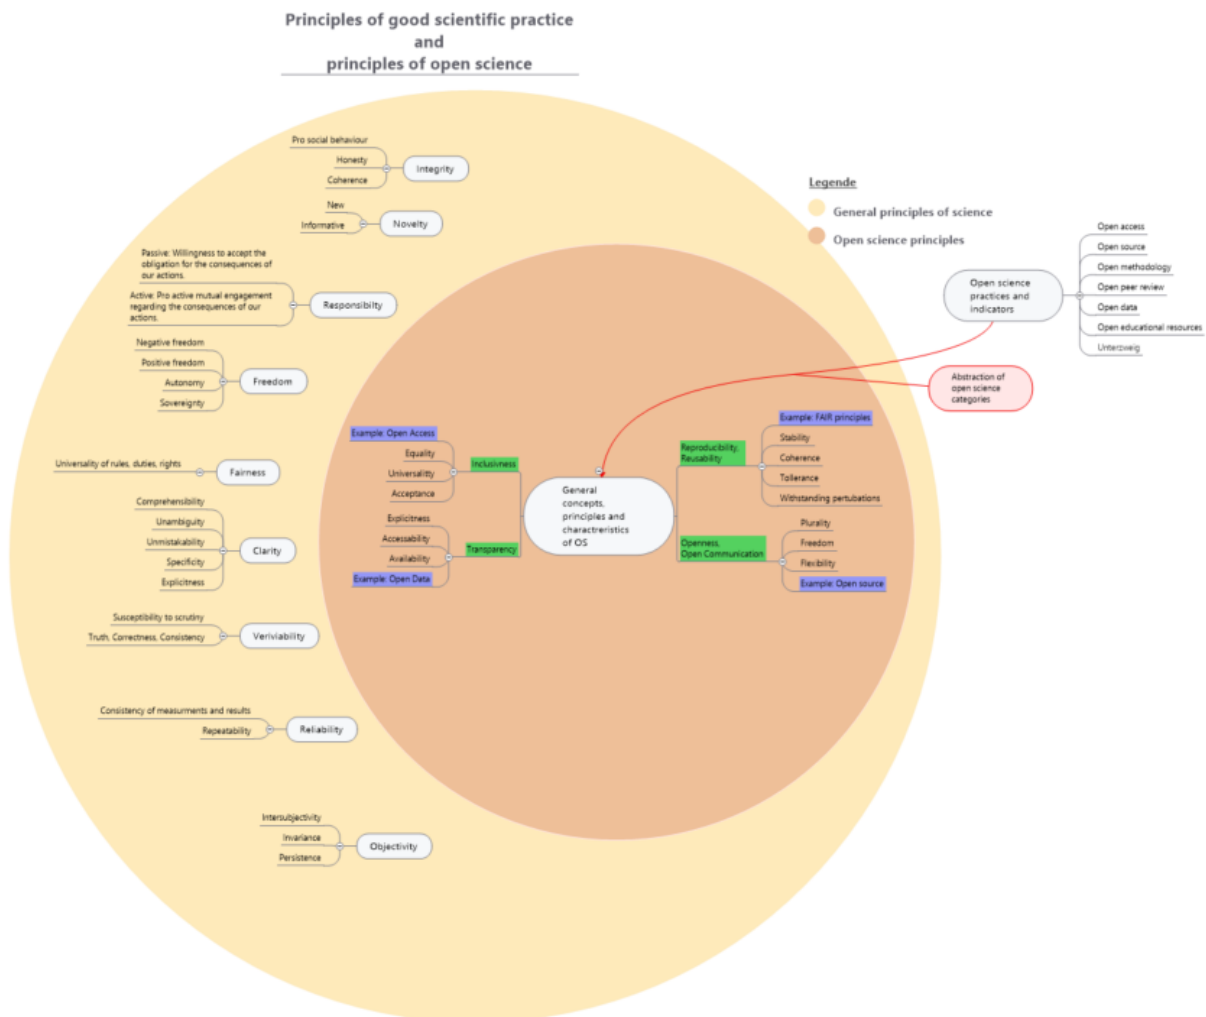 Principles of good scientific practice
and
principles of open science
Pro social behaviour
Honesty
Coherence
Integrity
New
Informative
Novelty
Passive: Willingness to accept the
obligation for the consequences of
our actions.
Active: Pro active mutual engagement
regarding the consequences of our
actions.
Responsibilty
Negative freedom
Positive freedom
Autonomy
Sovereignty
Freedom
Universality of rules, duties, rights
Fairness
Comprehensibility
Unambiguity
Unmistakability
Specificity
Explicitness
Clarity
Susceptibility to scrutiny
Truth, Correctness, Consistency
Veriviability
Consistency of measurments and results
Repeatability
Reliability
Intersubjectivity
Invariance
Persistence
Objectivity
Legende
General principles of science
Open science principles
Open science
practices and
indicators
Open access
Open source
Open methodology
Open peer review
Open data
Open educational resources
Unterzweig
Abstraction of
open science
categories
Example: Open Access
Equality
Universalitty
Acceptance
Inclusivness
Explicitness
Accessability
Availability
Example: Open Data
Transparency
General
concepts,
principles and
charactreristics
of OS
Reproducibility,
Reusability
Example: FAIR principles
Stability
Coherence
Tollerance
Withstanding pertubations
Openness,
Open Communication
Plurality
Freedom
Flexibility
Example: Open source